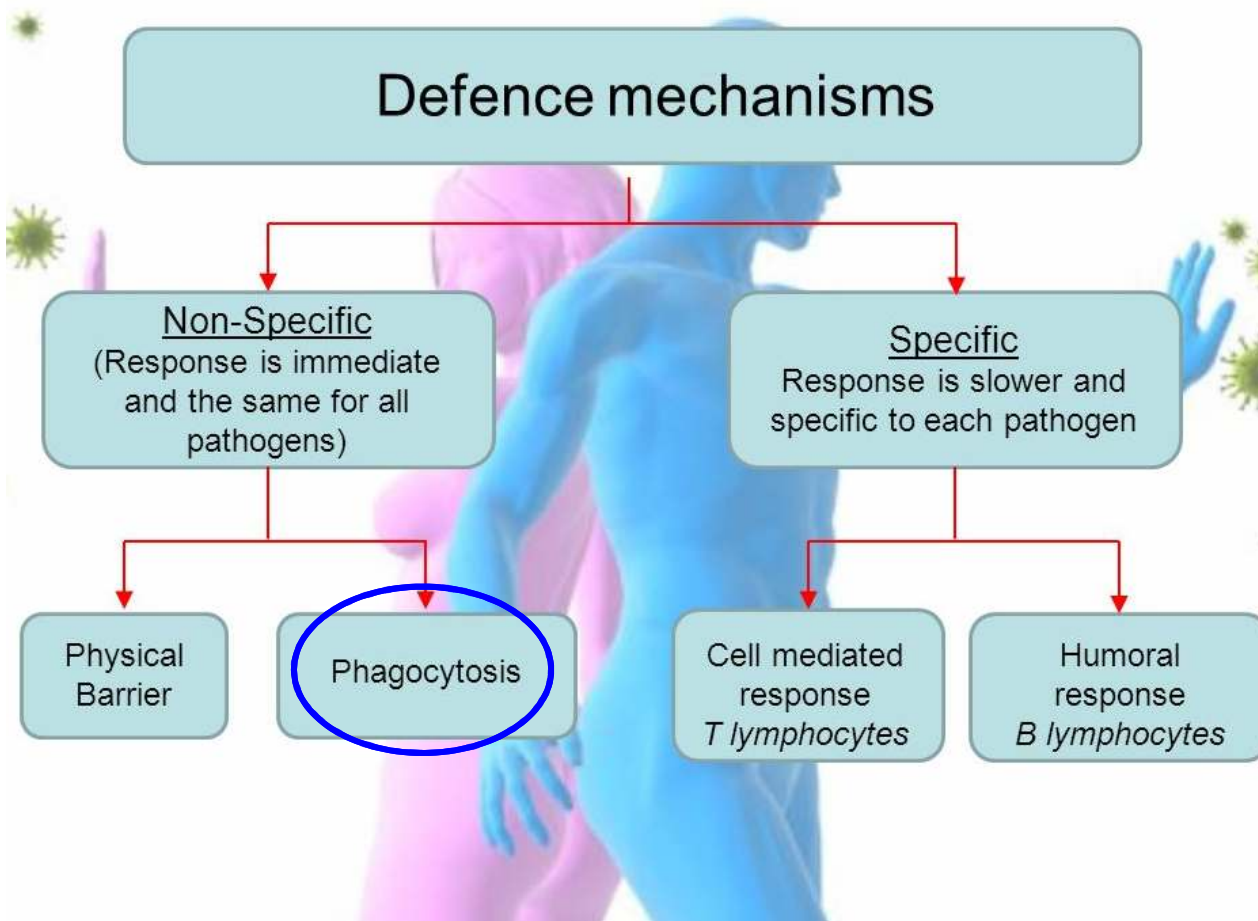 Defence mechanisms
Non-Specific
(Response is immediate
and the same for all
pathogens)
Specific
Response is slower and
specific to each pathogen
Physical
Barrier
Phagocytosis
Cell mediated
response
T lymphocytes
Humoral
response
B lymphocytes